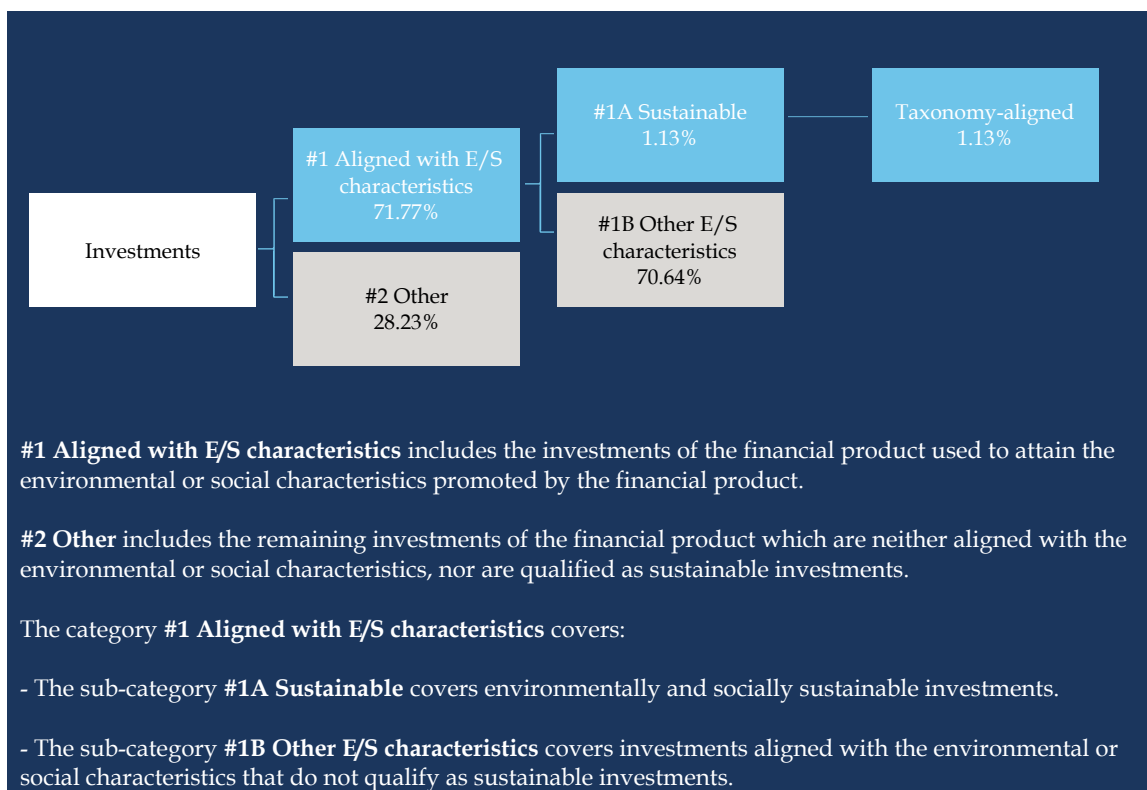 Investments
#1 Aligned with E/S
characteristics
71.77%
#2 Other
28.23%
#1A Sustainable
1.13%
#1B Other E/S
characteristics
70.64%
Taxonomy-aligned
1.13%
#1 Aligned with E/S characteristics includes the investments of the financial product used to attain the
environmental or social characteristics promoted by the financial product.
#2 Other includes the remaining investments of the financial product which are neither aligned with the
environmental or social characteristics, nor are qualified as sustainable investments.
The category #1 Aligned with E/S characteristics covers:
- The sub-category #1A Sustainable covers environmentally and socially sustainable investments.
- The sub-category #1B Other E/S characteristics covers investments aligned with the environmental or
social characteristics that do not qualify as sustainable investments.